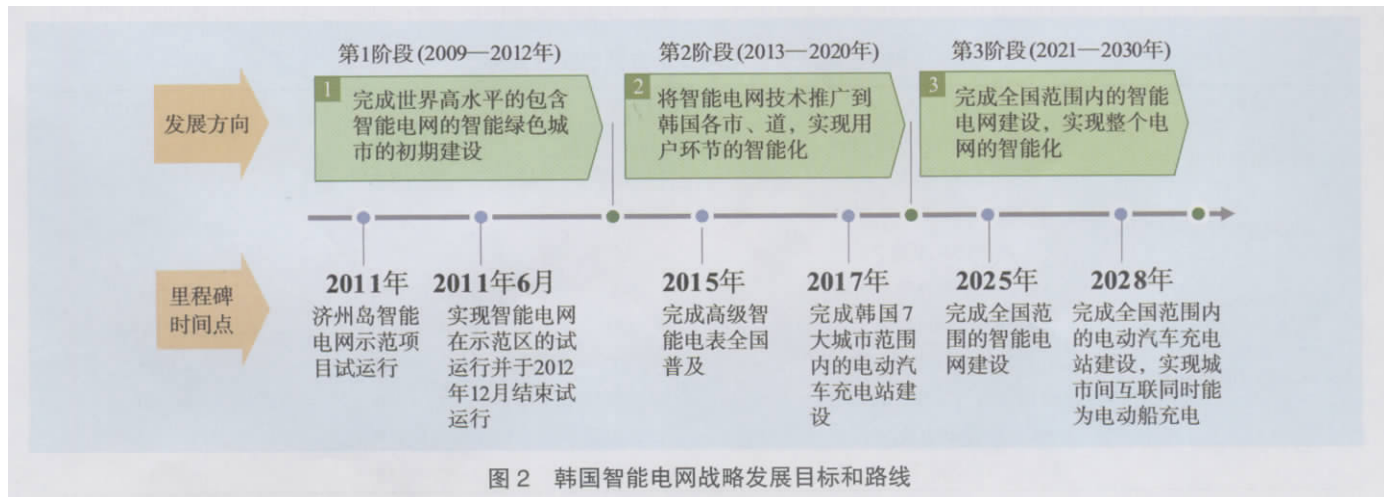 第1阶段(2009—2012年)
第2阶段(2013—2020年)
第3阶段(2021—2030年)
发展方向
1
完成世界高水平的包含
智能电网的智能绿色城
市的初期建设
2
将智能电网技术推广到
韩国各市、道，实现用
户环节的智能化
3
完成全国范围内的智能
电网建设，实现整个电
网的智能化
里程碑
时间点
2011年
济州岛智能
电网示范项
目试运行
2011年6月
实现智能电网
在示范区的试
运行并于2012
年12月结束试
运行
2015年
完成高级智
能电表全国
普及
2017年
完成韩国7
大城市范围
内的电动汽
车充电站建
设
2025年
完成全国范
围的智能电
网建设
2028年
完成全国范围内
的电动汽车充电
站建设，实现城
市间互联同时能
为电动船充电
图2 韩国智能电网战略发展目标和路线